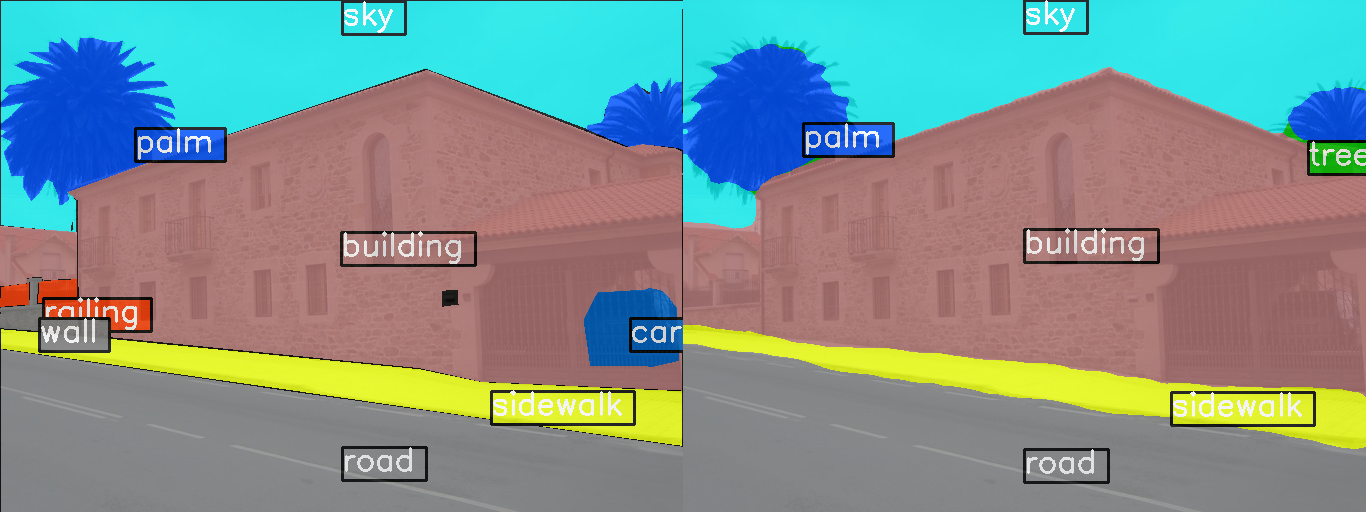 sky
palm
building
railing
wall
car
sidewalk
road
sky
palm
tree
building
sidewalk
road